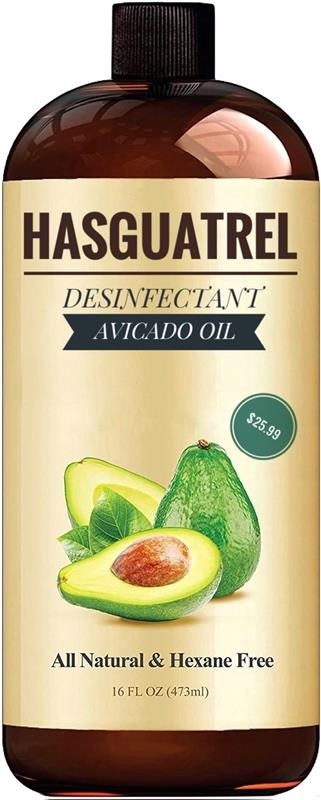 HASGUATREL
DESINFECTANT
AVICADO OIL
$25.99
All Natural & Hexane Free
16 FL OZ (473ml)